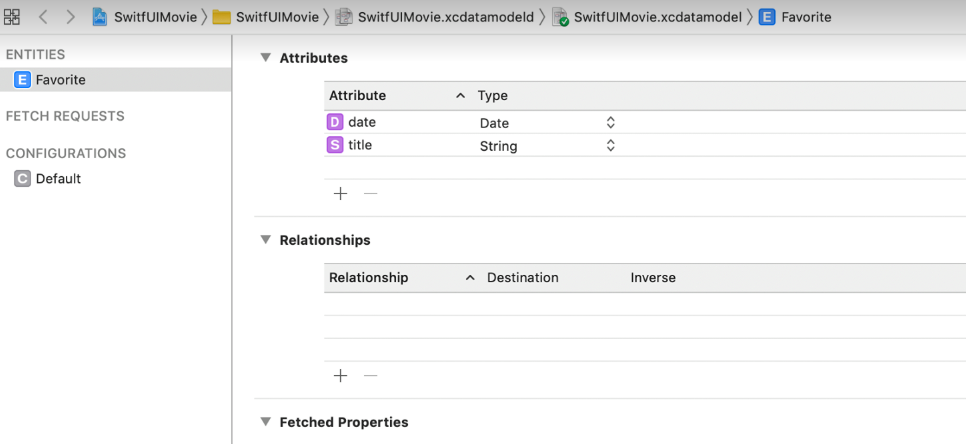 SwitfUIMovie SwitfUIMovie SwitfUIMovie.xcdatamodeld SwitfUIMovie.xcdatamodel E Favorite
ENTITIES
E Favorite
FETCH REQUESTS
CONFIGURATIONS
C Default
Attributes
Attribute Type
D date Date
S title String
Relationships
Relationship Destination Inverse
Fetched Properties